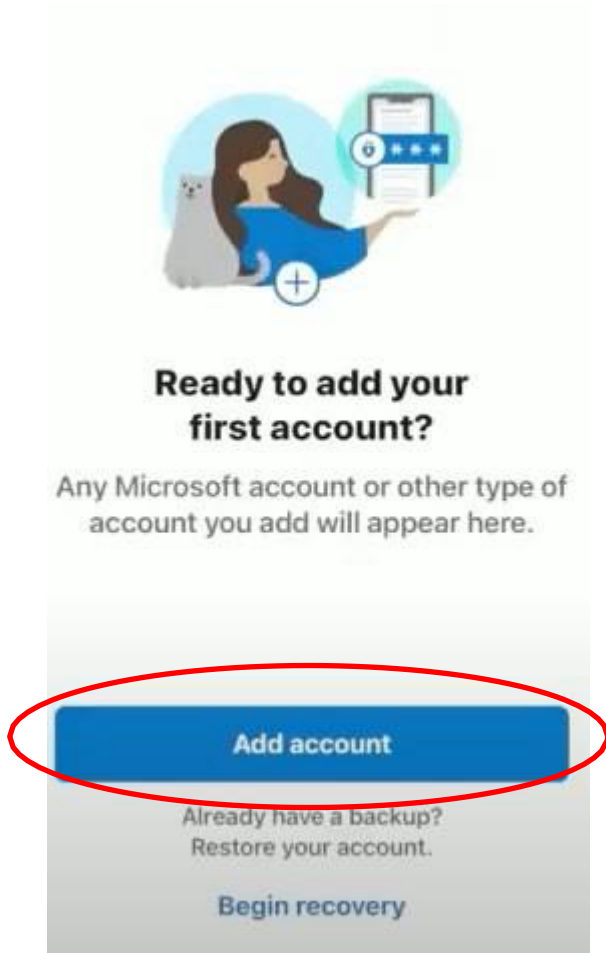 Ready to add your
first account?
Any Microsoft account or other type of
account you add will appear here.
Add account
Already have a backup?
Restore your account.
Begin recovery